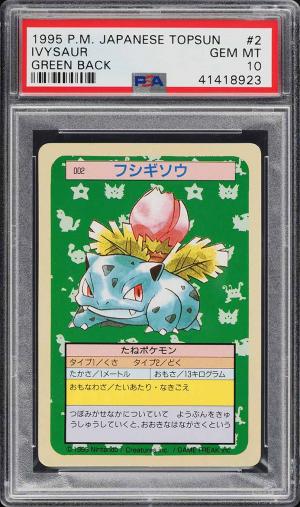 1995 P.M. JAPANESE TOPSUN #2
IVYSAUR GEM MT
GREEN BACK 10
PSA 41418923
002 フシギソウ
たねポケモン
タイプ1/くさ タイプ2/どく
たかさ/1メートル おもさ/13キログラム
おもなわざ/たいあたり・なきごえ
つぼみがせなかについていて ようぶんをきゅ
うしゅうしていくと、おおきなはながさくという
©1995 Nintendo / Creatures inc. / GAME FREAK inc.